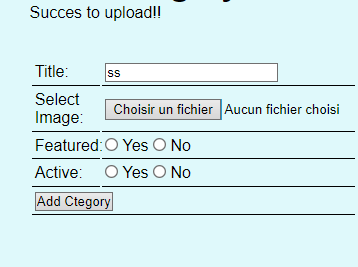 Succes to upload!!
Title: ss
Select
Image: Choisir un fichier Aucun fichier choisi
Featured: Yes No
Active: Yes No
Add Ctegory